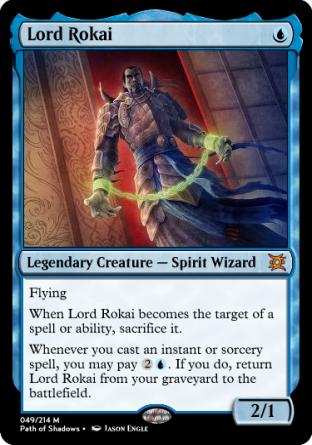 Lord Rokai
Legendary Creature — Spirit Wizard
Flying
When Lord Rokai becomes the target of a
spell or ability, sacrifice it.
Whenever you cast an instant or sorcery
spell, you may pay 2. If you do, return
Lord Rokai from your graveyard to the
battlefield.
2/1
049/214 M
Path of Shadows • Jason Engle